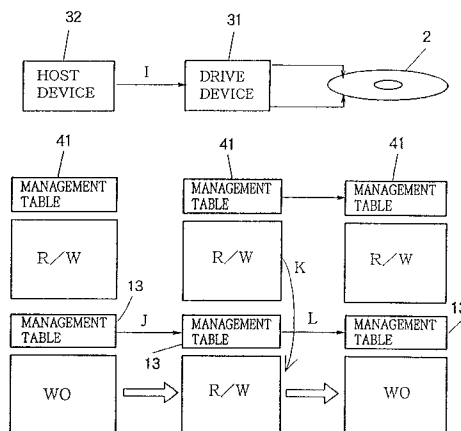 32
31
2
HOST DEVICE
I
DRIVE DEVICE
41
41
41
MANAGEMENT TABLE
MANAGEMENT TABLE
MANAGEMENT TABLE
R/W
R/W
R/W
K
13
MANAGEMENT TABLE
J
MANAGEMENT TABLE
L
MANAGEMENT TABLE
13
13
WO
R/W
WO